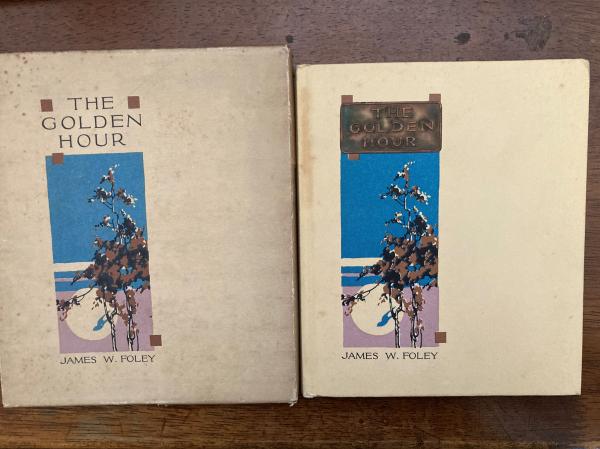 THE
GOLDEN
HOUR
JAMES W. FOLEY
THE
GOLDEN
HOUR
JAMES W. FOLEY